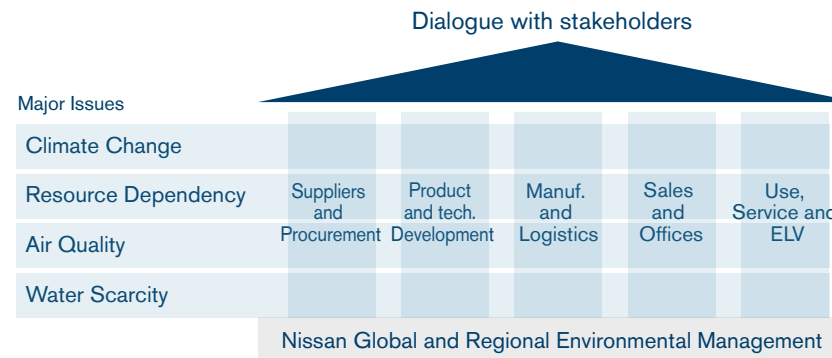 Dialogue with stakeholders
Major Issues
Climate Change
Resource Dependency
Air Quality
Water Scarcity
Suppliers
and
Procurement
Product
and tech.
Development
Manuf.
and
Logistics
Sales
and
Offices
Use,
Service and
ELV
Nissan Global and Regional Environmental Management